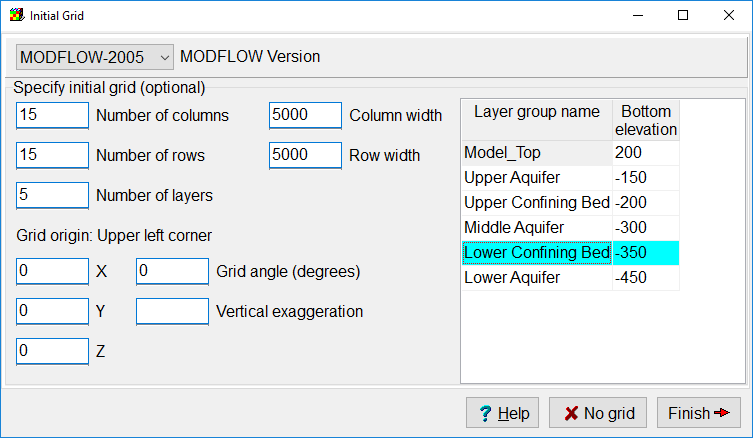 Initial Grid
MODFLOW-2005 MODFLOW Version
Specify initial grid (optional)
15 Number of columns 5000 Column width
15 Number of rows 5000 Row width
5 Number of layers
Grid origin: Upper left corner
0 X 0 Grid angle (degrees)
0 Y Vertical exaggeration
0 Z
Layer group name Bottom
elevation
Model_Top 200
Upper Aquifer -150
Upper Confining Bed -200
Middle Aquifer -300
Lower Confining Bed -350
Lower Aquifer -450
? Help No grid Finish